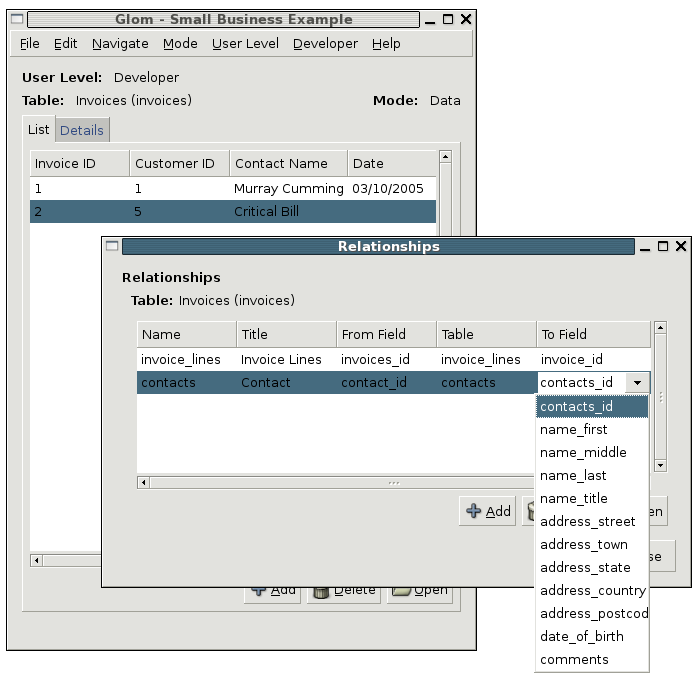 Glom - Small Business Example
File Edit Navigate Mode User Level Developer Help
User Level: Developer
Table: Invoices (invoices) Mode: Data
List Details
Invoice ID Customer ID Contact Name Date
1 1 Murray Cumming 03/10/2005
2 5 Critical Bill
Relationships
Relationships
Table: Invoices (invoices)
Name Title From Field Table To Field
invoice_lines Invoice Lines invoices_id invoice_lines invoice_id
contacts Contact contact_id contacts contacts_id
contacts_id
name_first
name_middle
name_last
name_title
address_street
address_town
address_state
address_country
address_postcod
date_of_birth
comments
Add
Add Delete Open